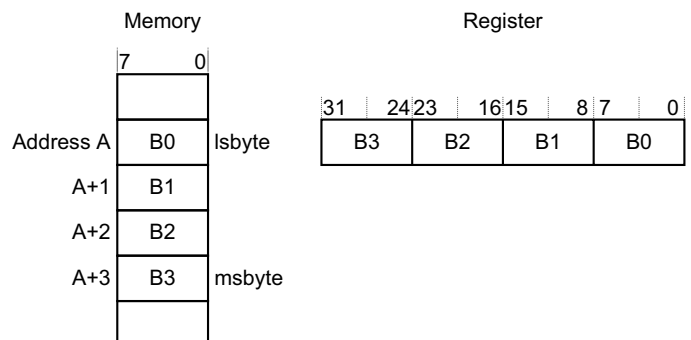 Memory
Register
7 0
31 24 23 16 15 8 7 0
Address A B0 lsbyte
B3 B2 B1 B0
A+1 B1
A+2 B2
A+3 B3 msbyte